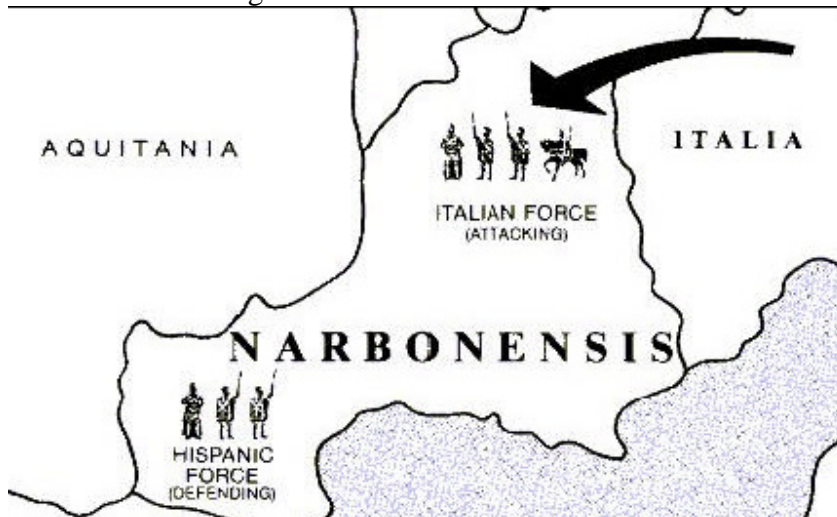 AQUITANIA
ITALIA
ITALIAN FORCE
(ATTACKING)
NARBONENSIS
HISPANIC
FORCE
(DEFENDING)